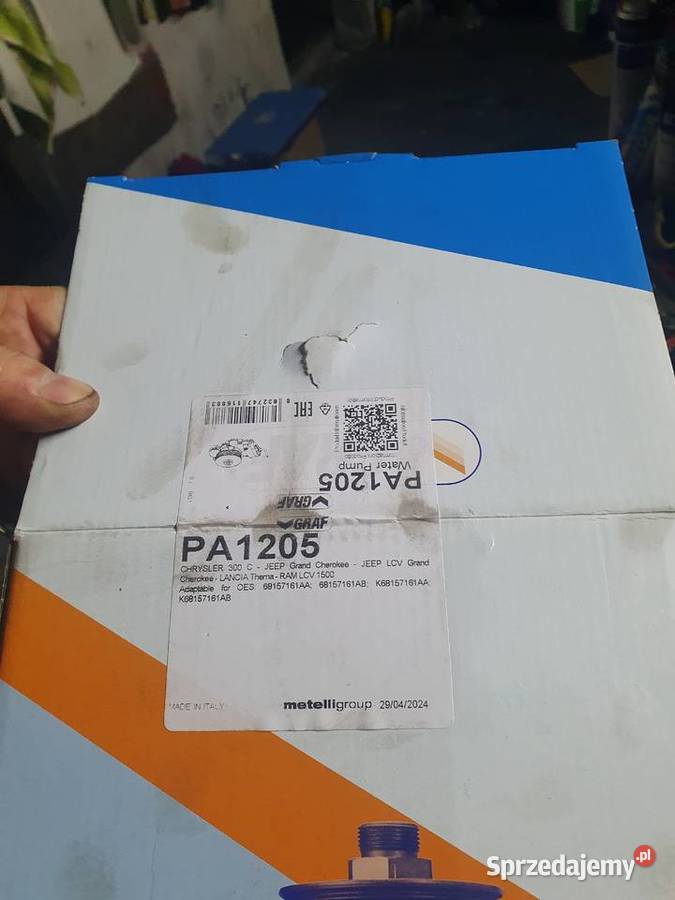 PA1205
Water Pump
GRAF
GRAF
PA1205
CHRYSLER 300 C - JEEP Grand Cherokee - JEEP LCV Grand
Cherokee - LANCIA Thema - RAM LCV 1500
Adaptable for OES: 68157161AA; 68157161AB; K68157161AA;
K68157161AB
MADE IN ITALY
metelligroup 29/04/2024
Sprzedajemy.pl